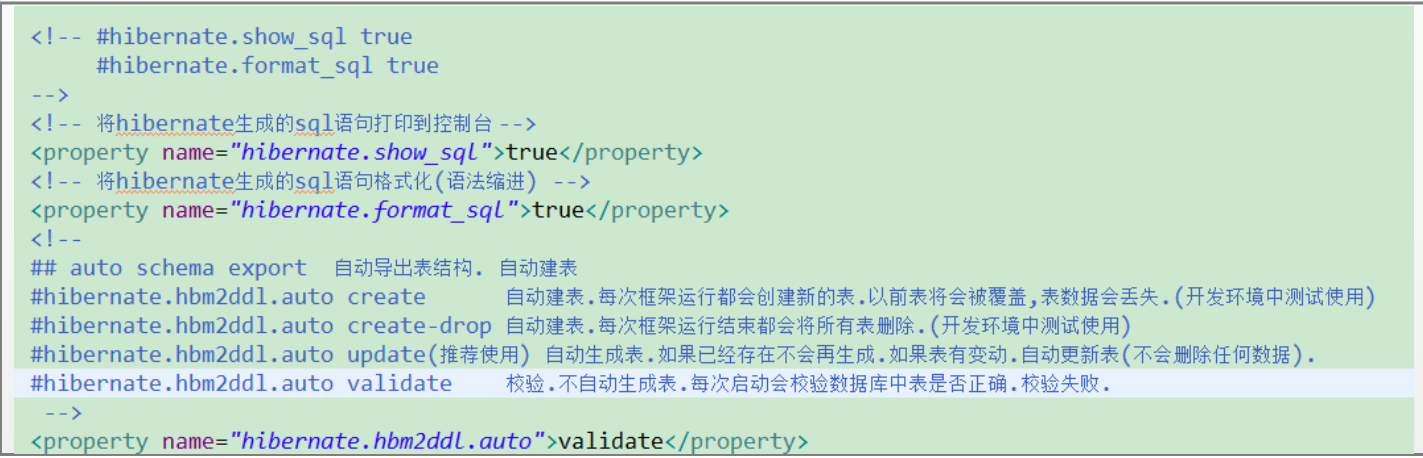 <!-- #hibernate.show_sql true
#hibernate.format_sql true
-->
<!-- 将hibernate生成的sql语句打印到控制台 -->
<property name="hibernate.show_sql">true</property>
<!-- 将hibernate生成的sql语句格式化(语法缩进) -->
<property name="hibernate.format_sql">true</property>
<!--
## auto schema export 自动导出表结构. 自动建表
#hibernate.hbm2ddl.auto create 自动建表.每次框架运行都会创建新的表.以前表将会被覆盖,表数据会丢失.(开发环境中测试使用)
#hibernate.hbm2ddl.auto create-drop 自动建表.每次框架运行结束都会将所有表删除.(开发环境中测试使用)
#hibernate.hbm2ddl.auto update(推荐使用) 自动生成表.如果已经存在不会再生成.如果表有变动.自动更新表(不会删除任何数据).
#hibernate.hbm2ddl.auto validate 校验.不自动生成表.每次启动会校验数据库中表是否正确.校验失败.
-->
<property name="hibernate.hbm2ddl.auto">validate</property>